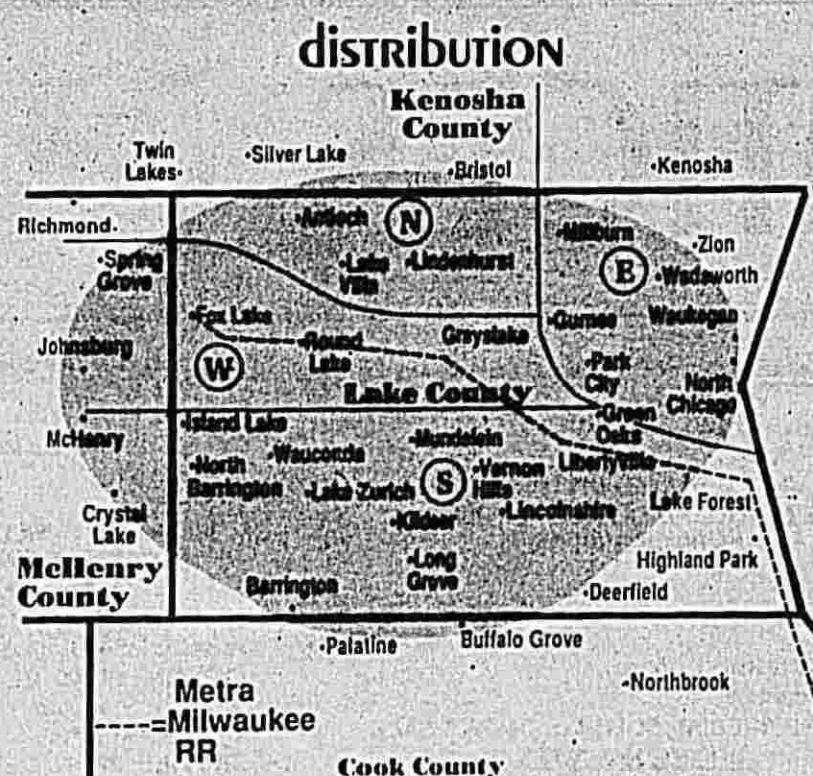 distribution
Kenosha
County
Twin
Lakes
Silver Lake
Bristol
Kenosha
Richmond
Antioch
N
Millburn
Zion
Spring
Grove
Lake
Villa
Lindenhurst
E
Wadsworth
Fox Lake
Gurnee
Waukegan
Johnsburg
Round
Lake
Grayslake
W
Park
City
Lake County
North
Chicago
McHenry
Island Lake
Green
Oaks
Mundelein
Wauconda
North
Barrington
Lake Zurich
S
Vernon
Hills
Libertyville
Crystal
Lake
Kildeer
Lincolnshire
Lake Forest
McHenry
County
Barrington
Long
Grove
Highland Park
Deerfield
Palatine
Buffalo Grove
Northbrook
Metra
----=Milwaukee
RR
Cook County